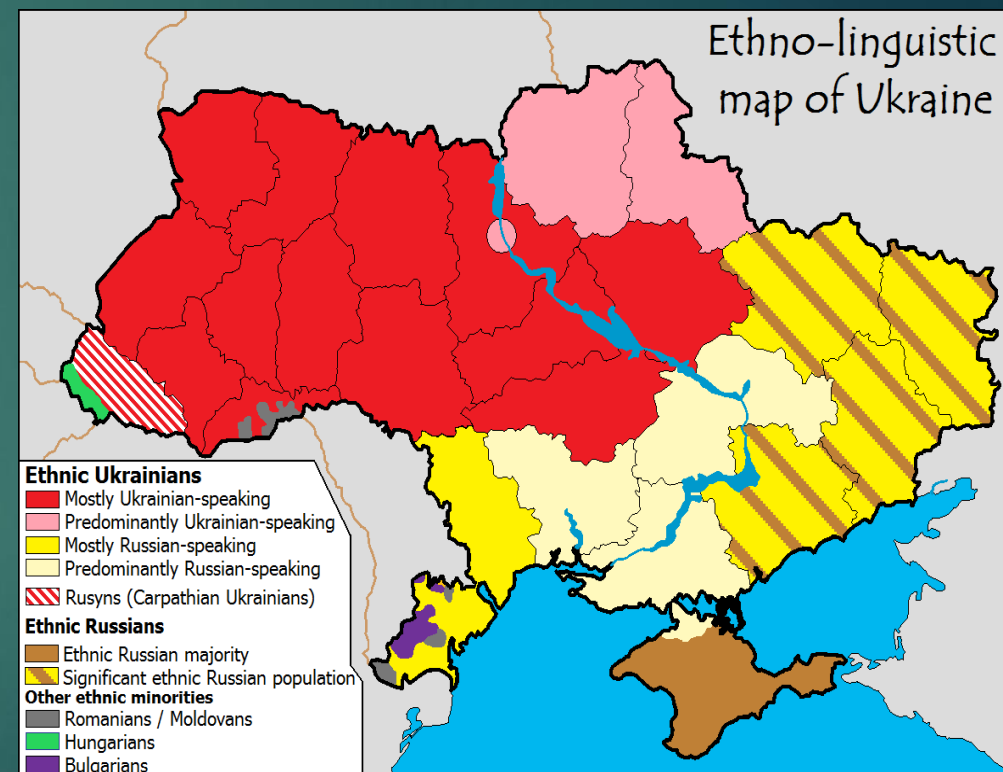 Ethno-linguistic
map of Ukraine
Ethnic Ukrainians
Mostly Ukrainian-speaking
Predominantly Ukrainian-speaking
Mostly Russian-speaking
Predominantly Russian-speaking
Rusyns (Carpathian Ukrainians)
Ethnic Russians
Ethnic Russian majority
Significant ethnic Russian population
Other ethnic minorities
Romanians / Moldovans
Hungarians
Bulgarians